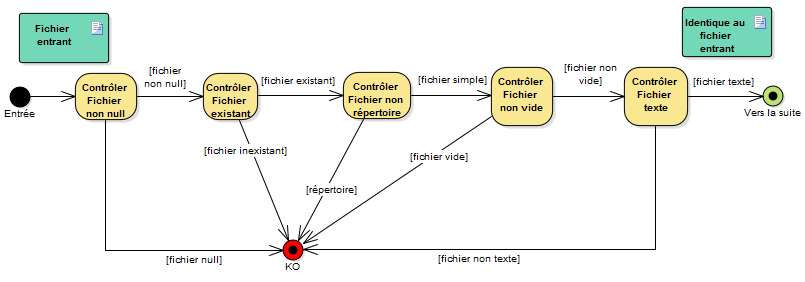 Fichier
entrant
Identique au
fichier
entrant
Entrée
Contrôler
Fichier
non null
[fichier
non null]
Contrôler
Fichier
existant
[fichier existant]
Contrôler
Fichier non
répertoire
[fichier simple]
Contrôler
Fichier
non vide
[fichier non
vide]
Contrôler
Fichier
texte
[fichier texte]
Vers la suite
[fichier inexistant]
[répertoire]
[fichier vide]
[fichier null]
KO
[fichier non texte]